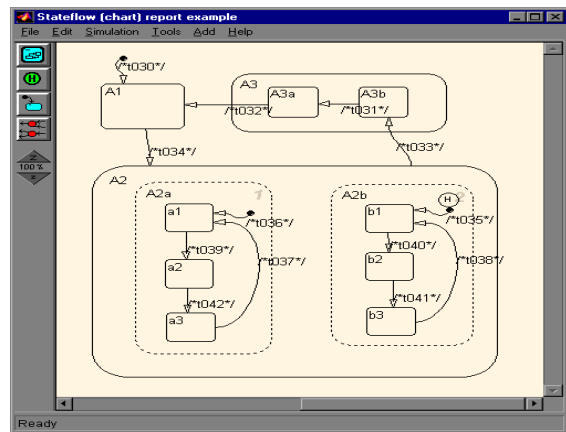 Stateflow (chart) report example
File Edit Simulation Tools Add Help
/*t030*/
A1
A3
A3a
A3b
/*t032*/
/*t031*/
/*t034*/
/*t033*/
A2
A2a
1
A2b
H
2
a1
/*t036*/
b1
/*t035*/
/*t039*/
/*t037*/
/*t040*/
/*t038*/
a2
b2
/*t042*/
/*t041*/
a3
b3
H
Z
100 %
z
Ready